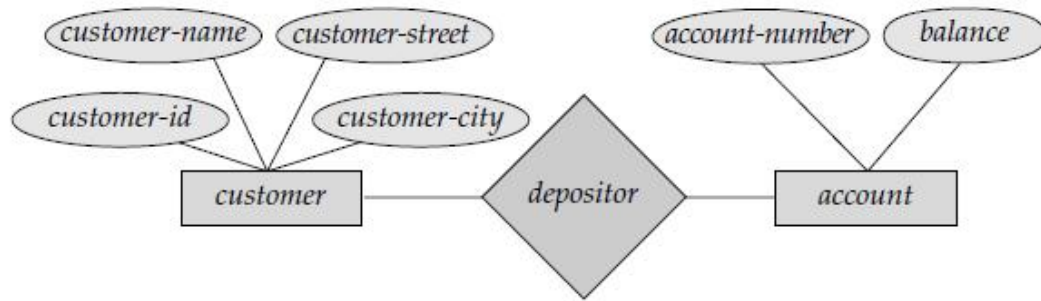 customer-name
customer-street
account-number
balance
customer-id
customer-city
customer
depositor
account